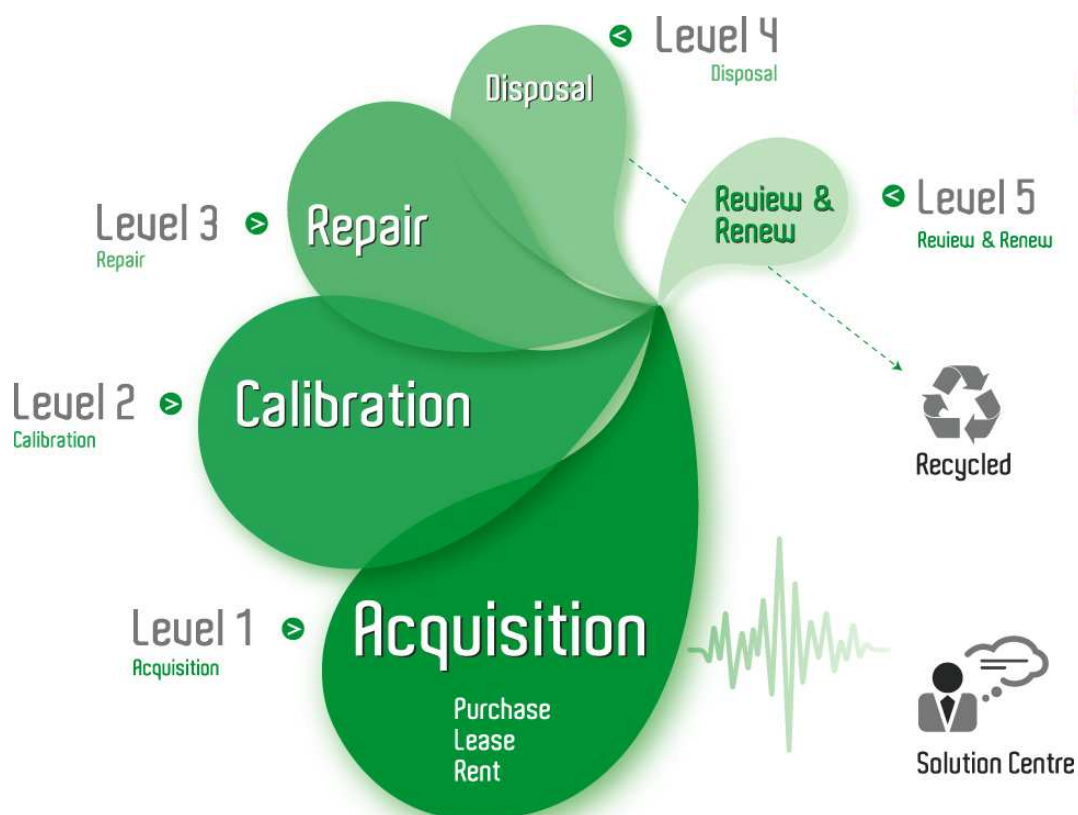 Level 4
Disposal
Disposal
Review &
Renew
Level 5
Review & Renew
Level 3
Repair
Repair
Level 2
Calibration
Calibration
Recycled
Level 1
Acquisition
Acquisition
Purchase
Lease
Rent
Solution Centre